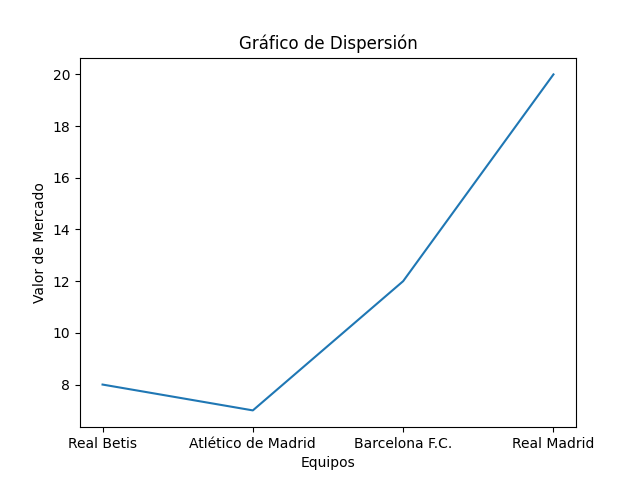 Gráfico de Dispersión
20
18
16
14
12
10
8
Valor de Mercado
Real Betis Atlético de Madrid Barcelona F.C. Real Madrid
Equipos